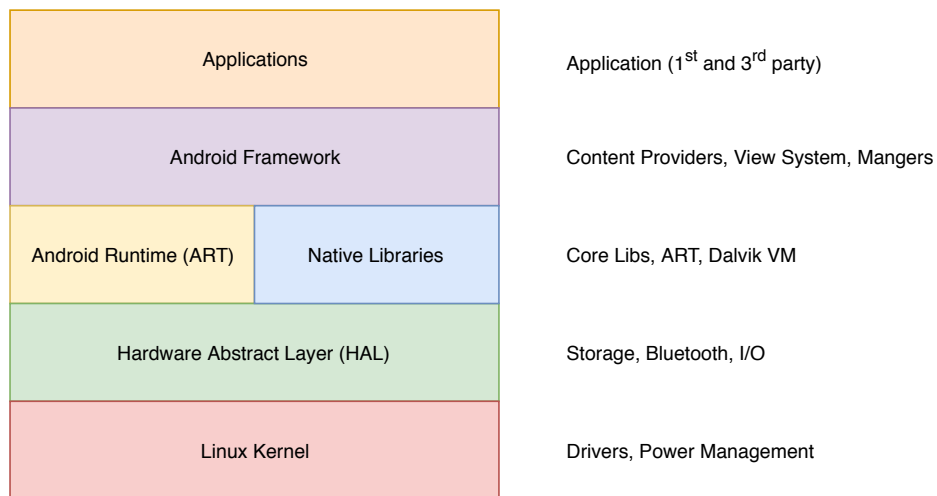 Applications
Application (1st and 3rd party)
Android Framework
Content Providers, View System, Mangers
Android Runtime (ART)
Native Libraries
Core Libs, ART, Dalvik VM
Hardware Abstract Layer (HAL)
Storage, Bluetooth, I/O
Linux Kernel
Drivers, Power Management